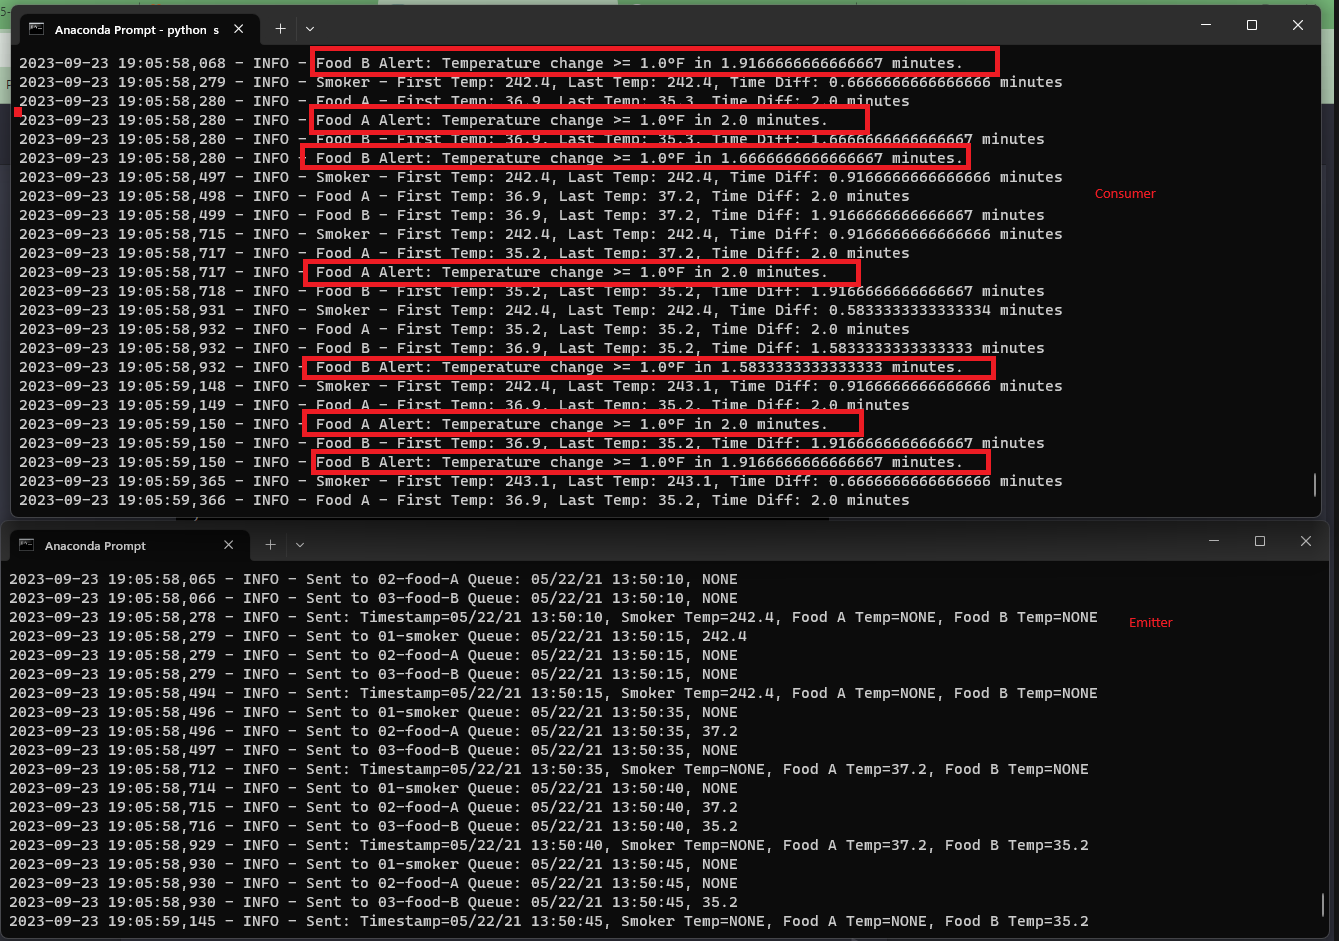 Anaconda Prompt - python s
2023-09-23 19:05:58,068 - INFO - Food B Alert: Temperature change >= 1.0°F in 1.9166666666666667 minutes.
2023-09-23 19:05:58,279 - INFO - Smoker - First Temp: 242.4, Last Temp: 242.4, Time Diff: 0.6666666666666666 minutes
2023-09-23 19:05:58,280 - INFO - Food A - First Temp: 36.9, Last Temp: 35.3, Time Diff: 2.0 minutes
2023-09-23 19:05:58,280 - INFO - Food A Alert: Temperature change >= 1.0°F in 2.0 minutes.
2023-09-23 19:05:58,280 - INFO - Food B - First Temp: 36.9, Last Temp: 35.3, Time Diff: 1.6666666666666667 minutes
2023-09-23 19:05:58,280 - INFO - Food B Alert: Temperature change >= 1.0°F in 1.6666666666666667 minutes.
2023-09-23 19:05:58,497 - INFO - Smoker - First Temp: 242.4, Last Temp: 242.4, Time Diff: 0.9166666666666666 minutes
2023-09-23 19:05:58,498 - INFO - Food A - First Temp: 36.9, Last Temp: 37.2, Time Diff: 2.0 minutes
Consumer
2023-09-23 19:05:58,499 - INFO - Food B - First Temp: 36.9, Last Temp: 37.2, Time Diff: 1.9166666666666667 minutes
2023-09-23 19:05:58,715 - INFO - Smoker - First Temp: 242.4, Last Temp: 242.4, Time Diff: 0.9166666666666666 minutes
2023-09-23 19:05:58,717 - INFO - Food A - First Temp: 35.2, Last Temp: 37.2, Time Diff: 2.0 minutes
2023-09-23 19:05:58,717 - INFO - Food A Alert: Temperature change >= 1.0°F in 2.0 minutes.
2023-09-23 19:05:58,718 - INFO - Food B - First Temp: 35.2, Last Temp: 35.2, Time Diff: 1.9166666666666667 minutes
2023-09-23 19:05:58,931 - INFO - Smoker - First Temp: 242.4, Last Temp: 242.4, Time Diff: 0.5833333333333334 minutes
2023-09-23 19:05:58,932 - INFO - Food A - First Temp: 35.2, Last Temp: 35.2, Time Diff: 2.0 minutes
2023-09-23 19:05:58,932 - INFO - Food B - First Temp: 36.9, Last Temp: 35.2, Time Diff: 1.5833333333333333 minutes
2023-09-23 19:05:58,932 - INFO - Food B Alert: Temperature change >= 1.0°F in 1.5833333333333333 minutes.
2023-09-23 19:05:59,148 - INFO - Smoker - First Temp: 242.4, Last Temp: 243.1, Time Diff: 0.9166666666666666 minutes
2023-09-23 19:05:59,149 - INFO - Food A - First Temp: 36.9, Last Temp: 35.2, Time Diff: 2.0 minutes
2023-09-23 19:05:59,150 - INFO - Food A Alert: Temperature change >= 1.0°F in 2.0 minutes.
2023-09-23 19:05:59,150 - INFO - Food B - First Temp: 36.9, Last Temp: 35.2, Time Diff: 1.9166666666666667 minutes
2023-09-23 19:05:59,150 - INFO - Food B Alert: Temperature change >= 1.0°F in 1.9166666666666667 minutes.
2023-09-23 19:05:59,365 - INFO - Smoker - First Temp: 243.1, Last Temp: 243.1, Time Diff: 0.6666666666666666 minutes
2023-09-23 19:05:59,366 - INFO - Food A - First Temp: 36.9, Last Temp: 35.2, Time Diff: 2.0 minutes
Anaconda Prompt
2023-09-23 19:05:58,065 - INFO - Sent to 02-food-A Queue: 05/22/21 13:50:10, NONE
2023-09-23 19:05:58,066 - INFO - Sent to 03-food-B Queue: 05/22/21 13:50:10, NONE
2023-09-23 19:05:58,278 - INFO - Sent: Timestamp=05/22/21 13:50:10, Smoker Temp=242.4, Food A Temp=NONE, Food B Temp=NONE
Emitter
2023-09-23 19:05:58,279 - INFO - Sent to 01-smoker Queue: 05/22/21 13:50:15, 242.4
2023-09-23 19:05:58,279 - INFO - Sent to 02-food-A Queue: 05/22/21 13:50:15, NONE
2023-09-23 19:05:58,279 - INFO - Sent to 03-food-B Queue: 05/22/21 13:50:15, NONE
2023-09-23 19:05:58,494 - INFO - Sent: Timestamp=05/22/21 13:50:15, Smoker Temp=242.4, Food A Temp=NONE, Food B Temp=NONE
2023-09-23 19:05:58,496 - INFO - Sent to 01-smoker Queue: 05/22/21 13:50:35, NONE
2023-09-23 19:05:58,496 - INFO - Sent to 02-food-A Queue: 05/22/21 13:50:35, 37.2
2023-09-23 19:05:58,497 - INFO - Sent to 03-food-B Queue: 05/22/21 13:50:35, NONE
2023-09-23 19:05:58,712 - INFO - Sent: Timestamp=05/22/21 13:50:35, Smoker Temp=NONE, Food A Temp=37.2, Food B Temp=NONE
2023-09-23 19:05:58,714 - INFO - Sent to 01-smoker Queue: 05/22/21 13:50:40, NONE
2023-09-23 19:05:58,715 - INFO - Sent to 02-food-A Queue: 05/22/21 13:50:40, 37.2
2023-09-23 19:05:58,716 - INFO - Sent to 03-food-B Queue: 05/22/21 13:50:40, 35.2
2023-09-23 19:05:58,929 - INFO - Sent: Timestamp=05/22/21 13:50:40, Smoker Temp=NONE, Food A Temp=37.2, Food B Temp=35.2
2023-09-23 19:05:58,930 - INFO - Sent to 01-smoker Queue: 05/22/21 13:50:45, NONE
2023-09-23 19:05:58,930 - INFO - Sent to 02-food-A Queue: 05/22/21 13:50:45, NONE
2023-09-23 19:05:58,930 - INFO - Sent to 03-food-B Queue: 05/22/21 13:50:45, 35.2
2023-09-23 19:05:59,145 - INFO - Sent: Timestamp=05/22/21 13:50:45, Smoker Temp=NONE, Food A Temp=NONE, Food B Temp=35.2